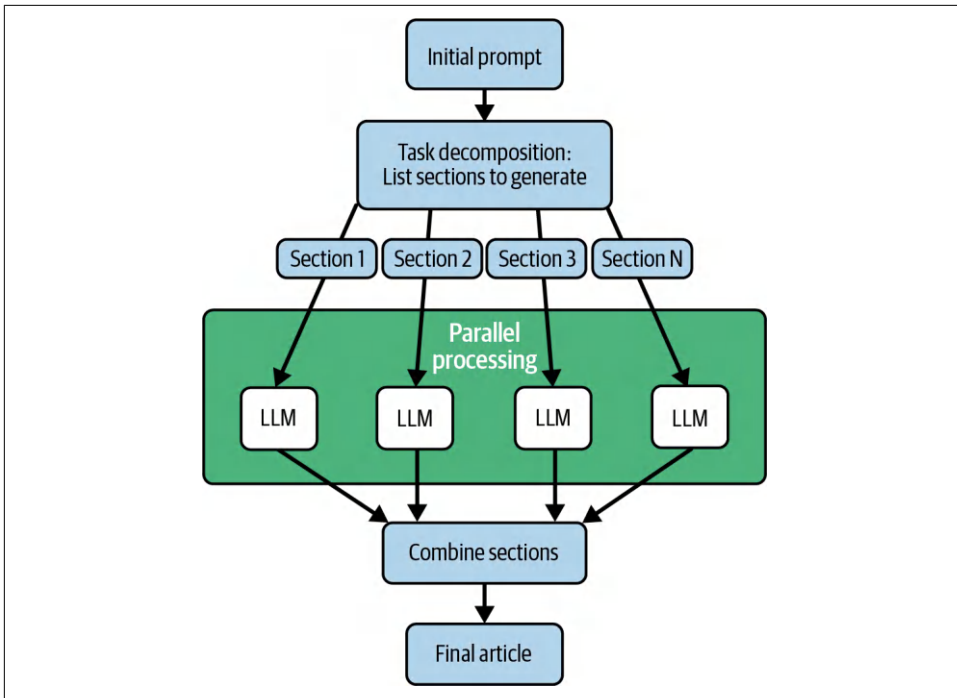 Initial prompt
Task decomposition:
List sections to generate
Section 1
Section 2
Section 3
Section N
Parallel
processing
LLM
LLM
LLM
LLM
Combine sections
Final article